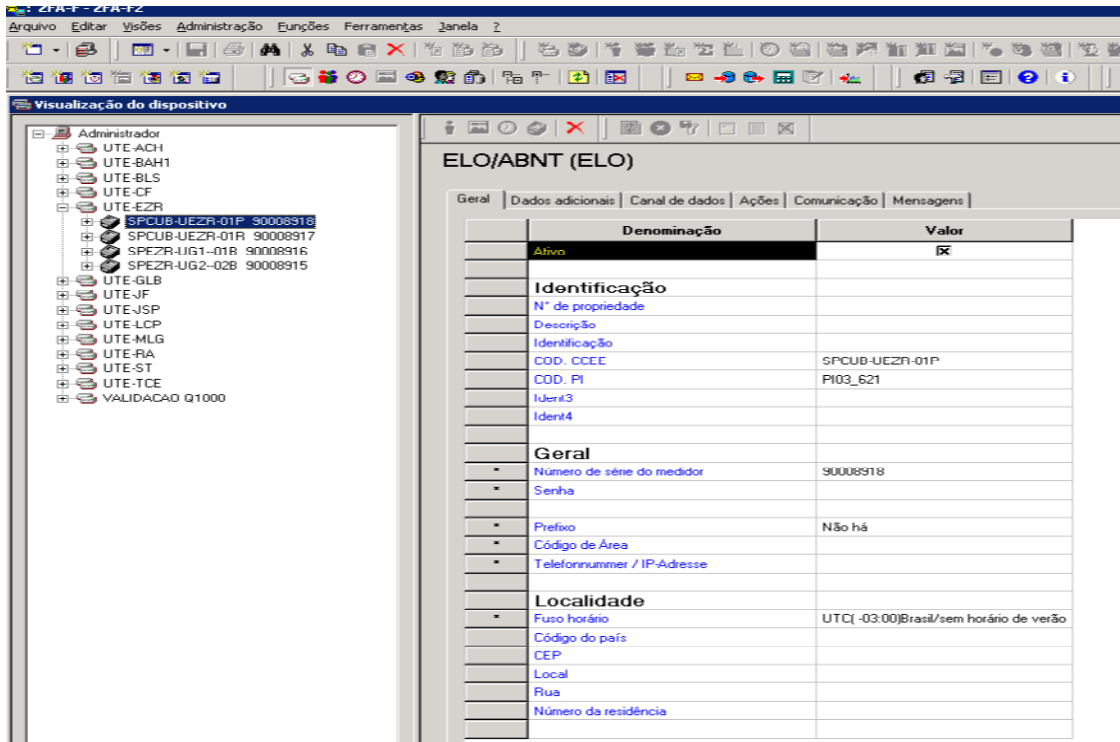 ZFA-F - ZFA-F2
Arquivo Editar Visões Administração Funções Ferramentas Janela ?
Visualização do dispositivo
Administrador
UTE-ACH
UTE-BAH1
UTE-BLS
UTE-CF
UTE-EZR
SPCUB-UEZR-01P 90008918
SPCUB-UEZR-01R 90008917
SPEZR-UG1--01B 90008916
SPEZR-UG2--02B 90008915
UTE-GLB
UTE-JF
UTE-JSP
UTE-LCP
UTE-MLG
UTE-RA
UTE-ST
UTE-TCE
VALIDACAO Q1000
ELO/ABNT (ELO)
Geral Dados adicionais Canal de dados Ações Comunicação Mensagens
Denominação Valor
Ativo
Identificação
N° de propriedade
Descrição
Identificação
COD. CCEE SPCUB-UEZR-01P
COD. PI PI03_621
Ident3
Ident4
Geral
* Número de série do medidor 90008918
* Senha
* Prefixo Não há
* Código de Área
* Telefonnummer / IP-Adresse
Localidade
* Fuso horário UTC( -03:00)Brasil/sem horário de verão
Código do país
CEP
Local
Rua
Número da residência